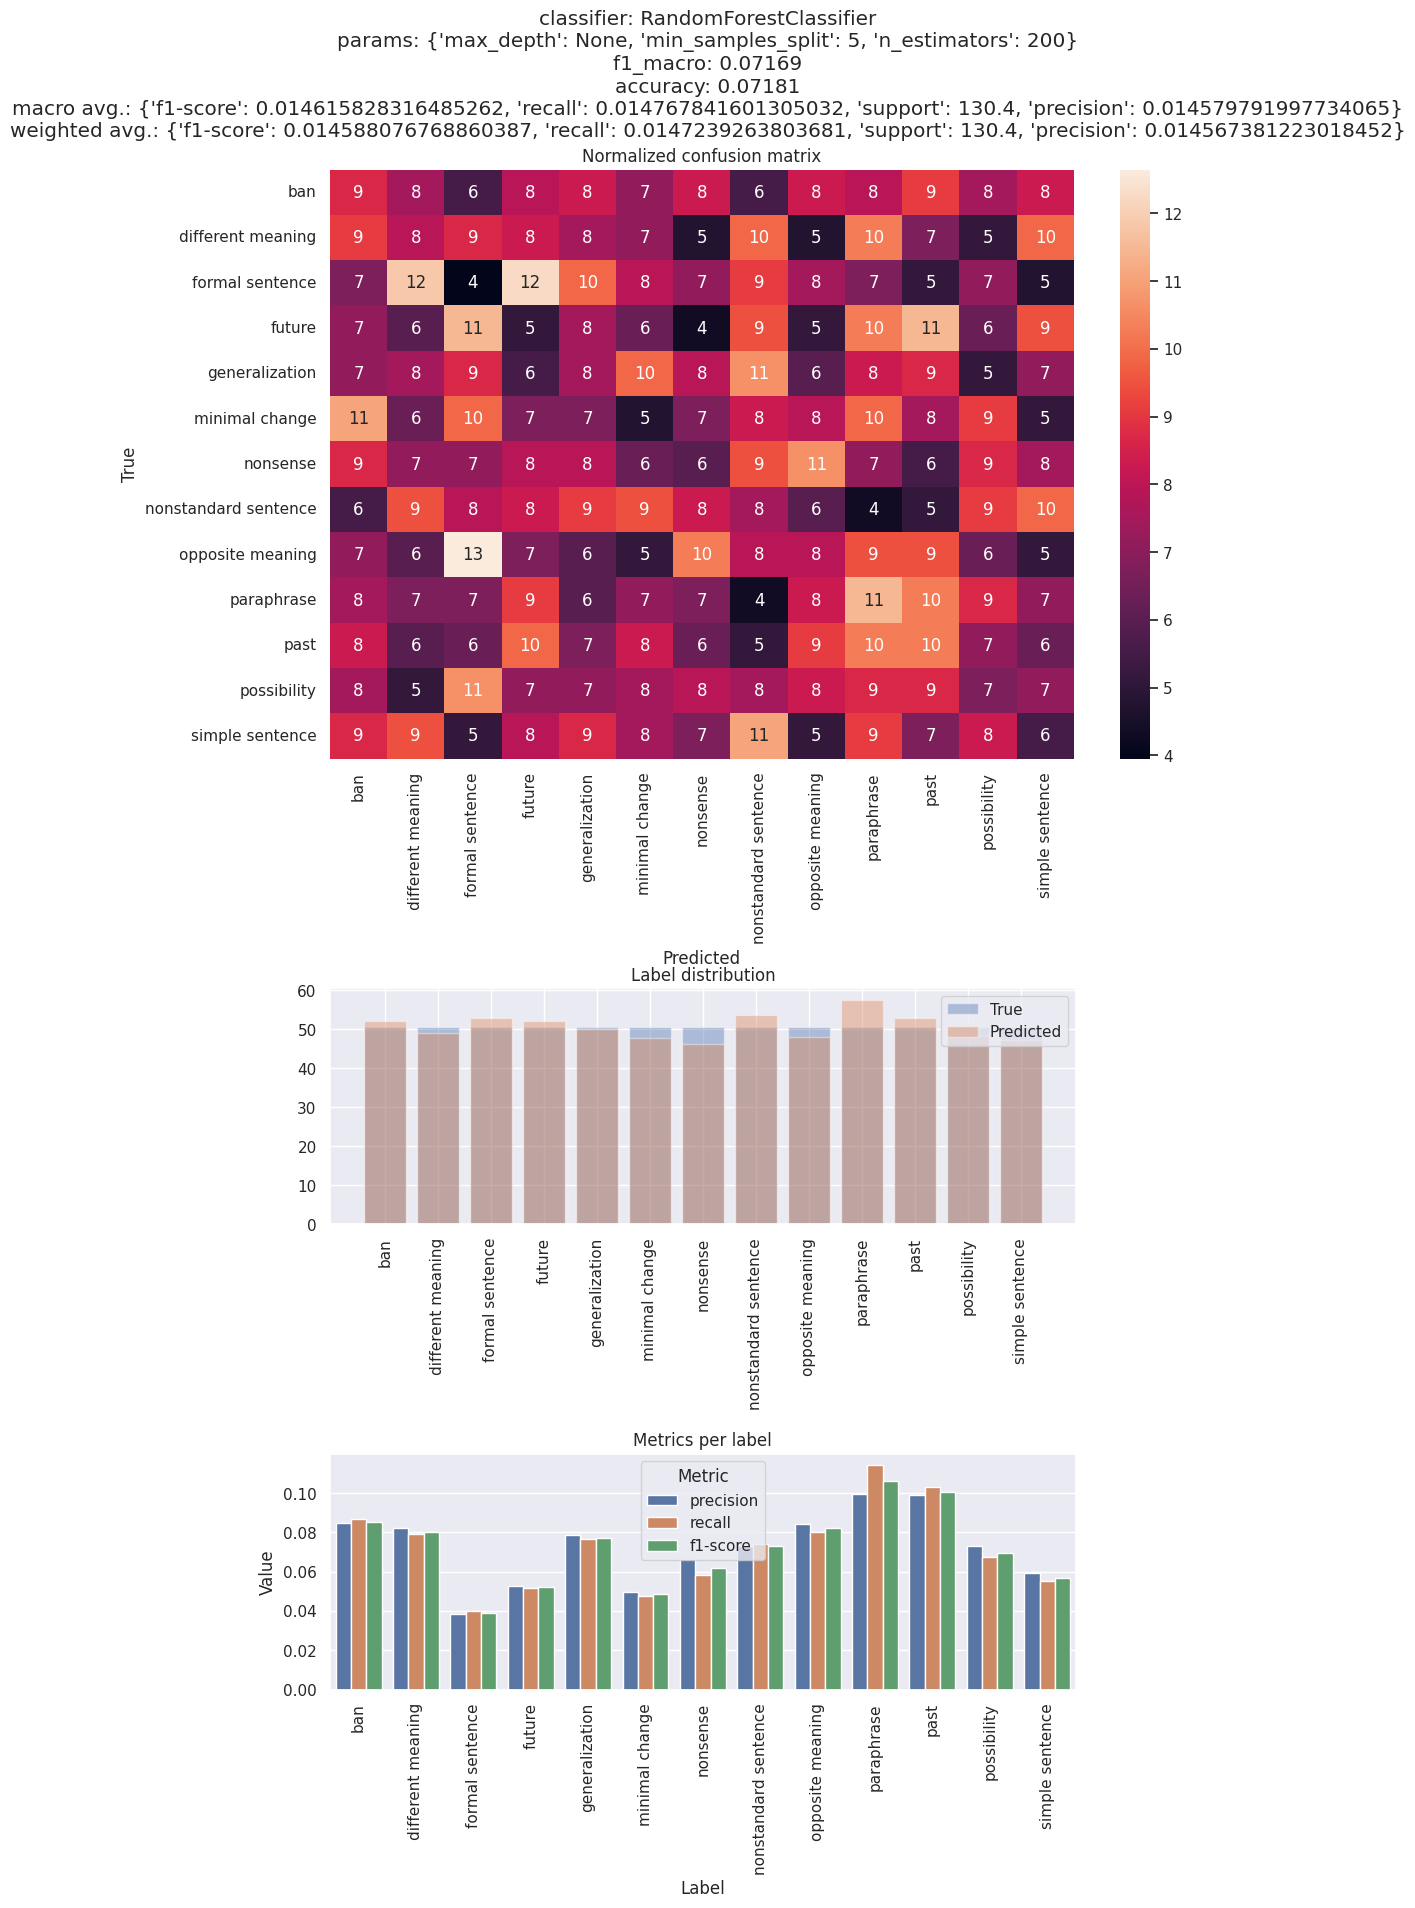 classifier: RandomForestClassifier
params: {'max_depth': None, 'min_samples_split': 5, 'n_estimators': 200}
f1_macro: 0.07169
accuracy: 0.07181
macro avg.: {'f1-score': 0.014615828316485262, 'recall': 0.014767841601305032, 'support': 130.4, 'precision': 0.014579791997734065}
weighted avg.: {'f1-score': 0.014588076768860387, 'recall': 0.0147239263803681, 'support': 130.4, 'precision': 0.014567381223018452}
Normalized confusion matrix
True
ban 9 8 6 8 8 7 8 6 8 8 9 8 8
different meaning 9 8 9 8 8 7 5 10 5 10 7 5 10
formal sentence 7 12 4 12 10 8 7 9 8 7 5 7 5
future 7 6 11 5 8 6 4 9 5 10 11 6 9
generalization 7 8 9 6 8 10 8 11 6 8 9 5 7
minimal change 11 6 10 7 7 5 7 8 8 10 8 9 5
nonsense 9 7 7 8 8 6 6 9 11 7 6 9 8
nonstandard sentence 6 9 8 8 9 9 8 8 6 4 5 9 10
opposite meaning 7 6 13 7 6 5 10 8 8 9 9 6 5
paraphrase 8 7 7 9 6 7 7 4 8 11 10 9 7
past 8 6 6 10 7 8 6 5 9 10 10 7 6
possibility 8 5 11 7 7 8 8 8 8 9 9 7 7
simple sentence 9 9 5 8 9 8 7 11 5 9 7 8 6
12
11
10
9
8
7
6
5
4
ban
different meaning
formal sentence
future
generalization
minimal change
nonsense
nonstandard sentence
opposite meaning
paraphrase
past
possibility
simple sentence
Predicted
Label distribution
60
50
40
30
20
10
0
True
Predicted
ban
different meaning
formal sentence
future
generalization
minimal change
nonsense
nonstandard sentence
opposite meaning
paraphrase
past
possibility
simple sentence
Metrics per label
Value
0.10
0.08
0.06
0.04
0.02
0.00
Metric
precision
recall
f1-score
ban
different meaning
formal sentence
future
generalization
minimal change
nonsense
nonstandard sentence
opposite meaning
paraphrase
past
possibility
simple sentence
Label